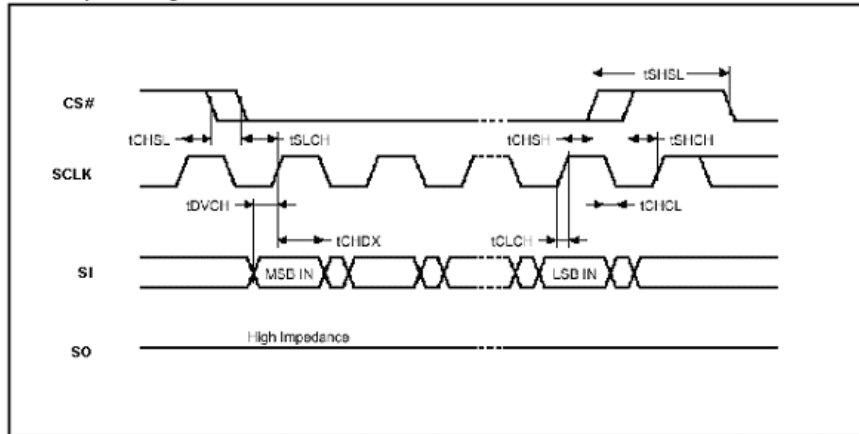 tSHSL
CS#
tCHSL
tSLCH
tCHSH
tSHCH
SCLK
tDVCH
tCHCL
tCHDX
tCLCH
SI
MSB IN
LSB IN
High Impedance
SO